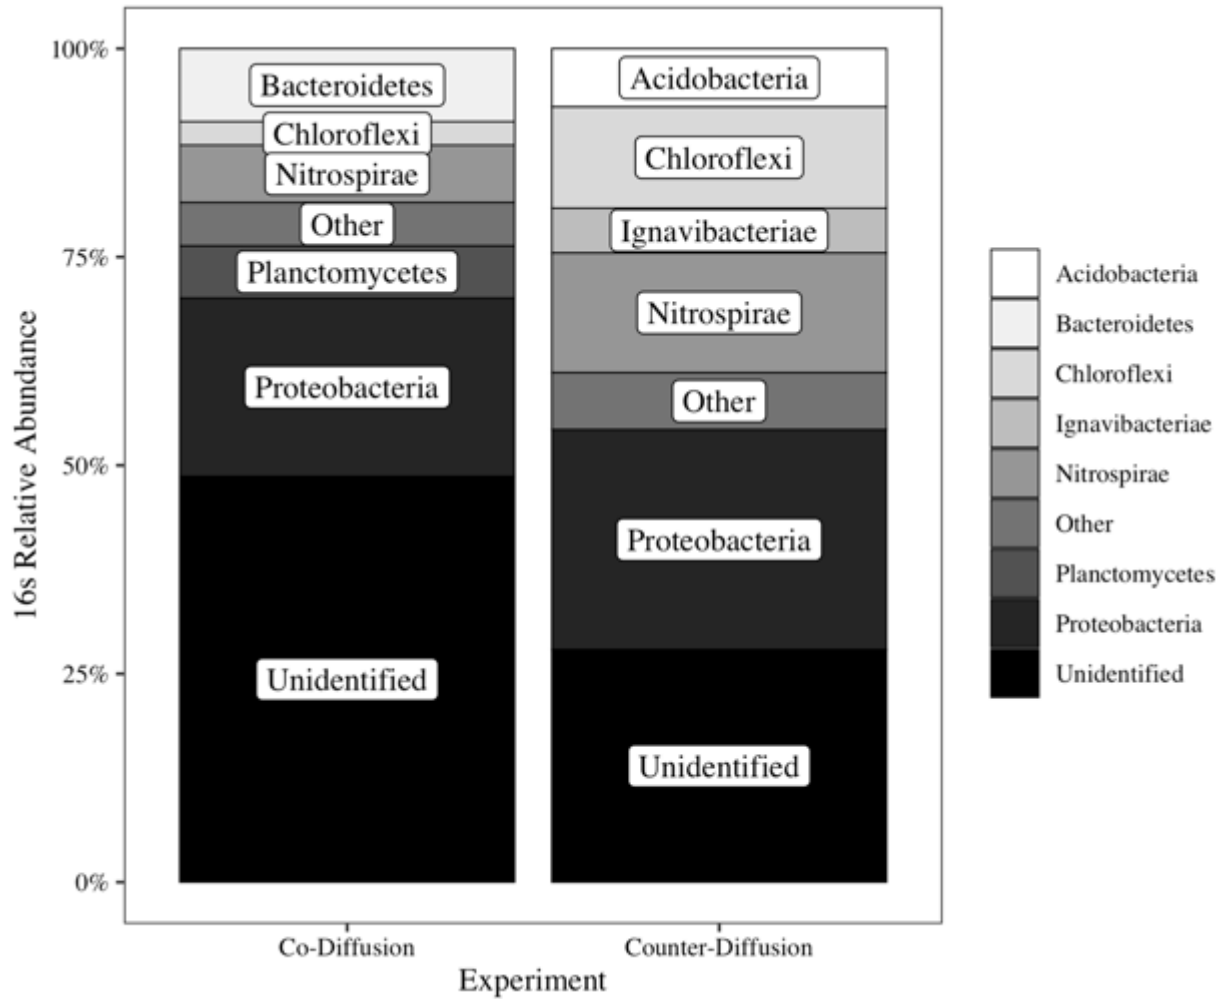 16s Relative Abundance
100%
75%
50%
25%
0%
Bacteroidetes
Chloroflexi
Nitrospirae
Other
Planctomycetes
Proteobacteria
Unidentified
Acidobacteria
Chloroflexi
Ignavibacteriae
Nitrospirae
Other
Proteobacteria
Unidentified
Co-Diffusion
Counter-Diffusion
Experiment
Acidobacteria
Bacteroidetes
Chloroflexi
Ignavibacteriae
Nitrospirae
Other
Planctomycetes
Proteobacteria
Unidentified